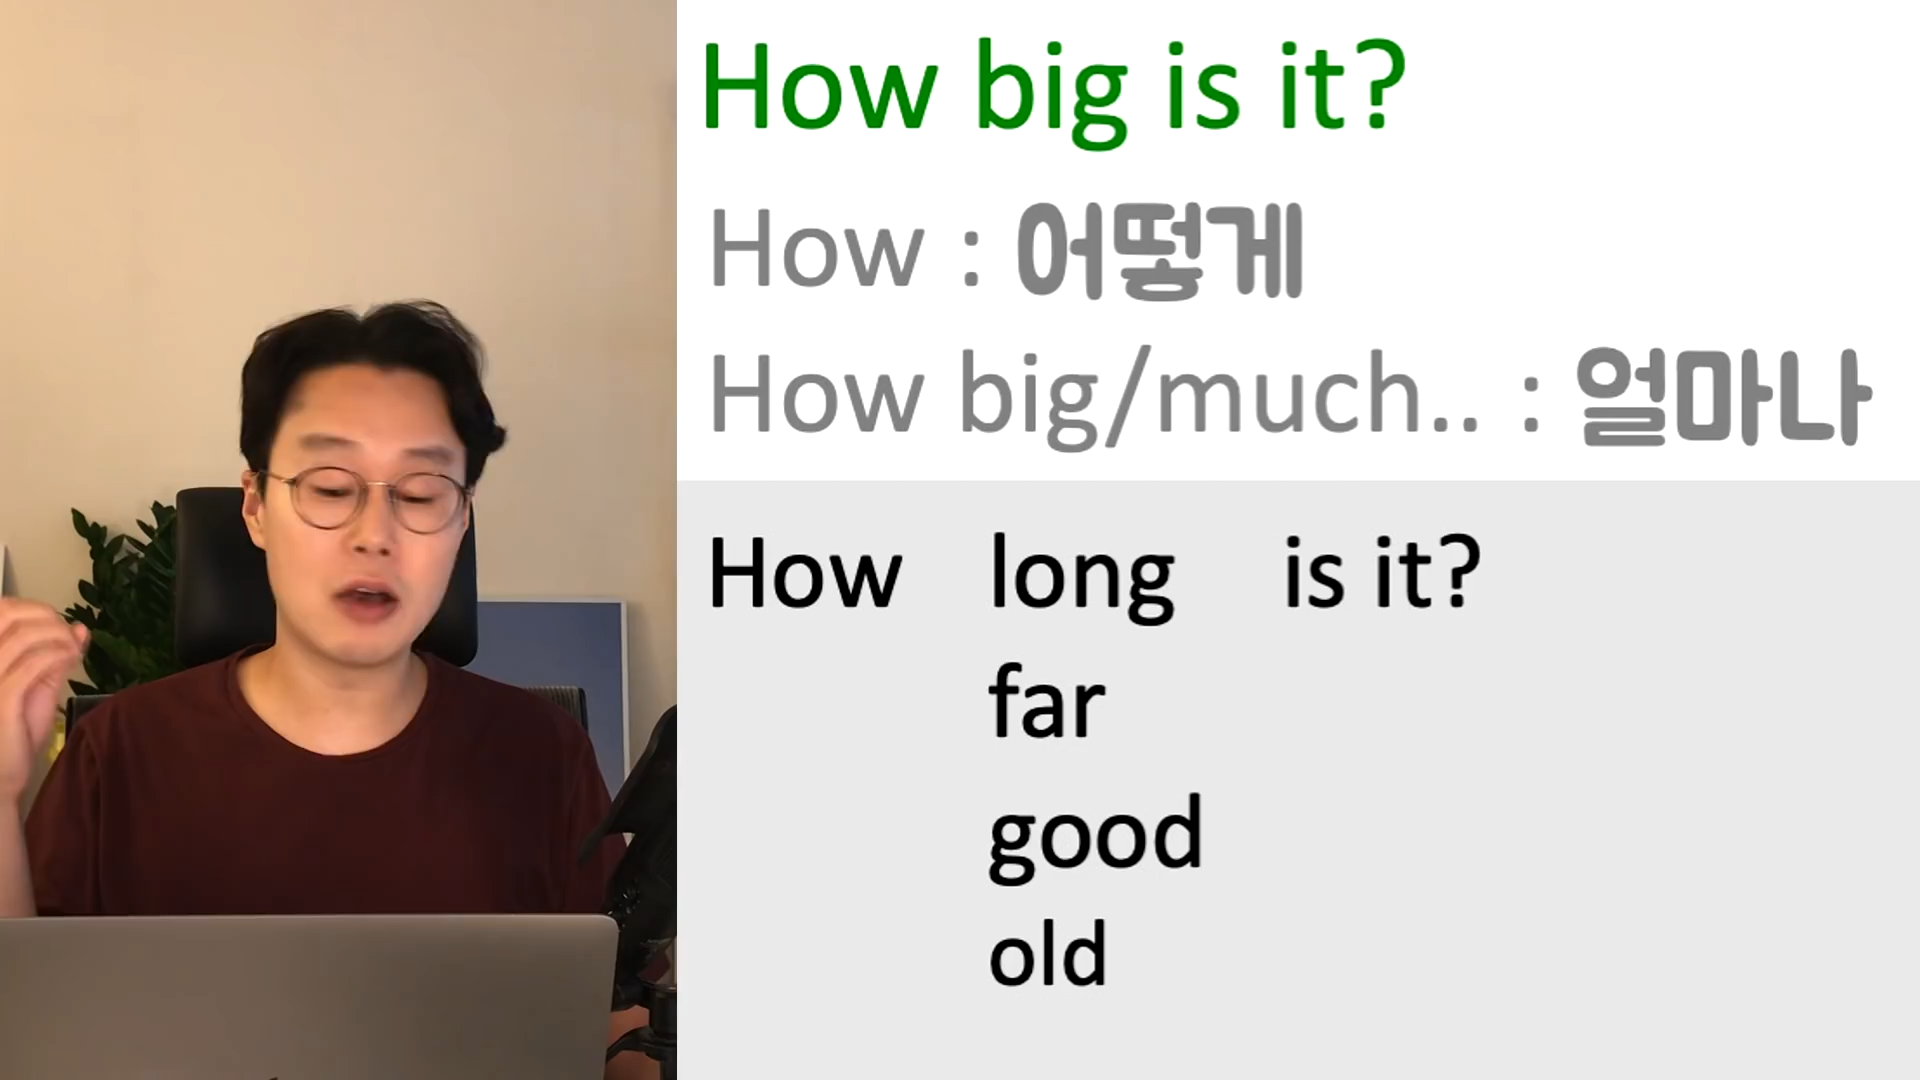 How big is it?
How : 어떻게
How big/much.. : 얼마나
How long is it?
far
good
old